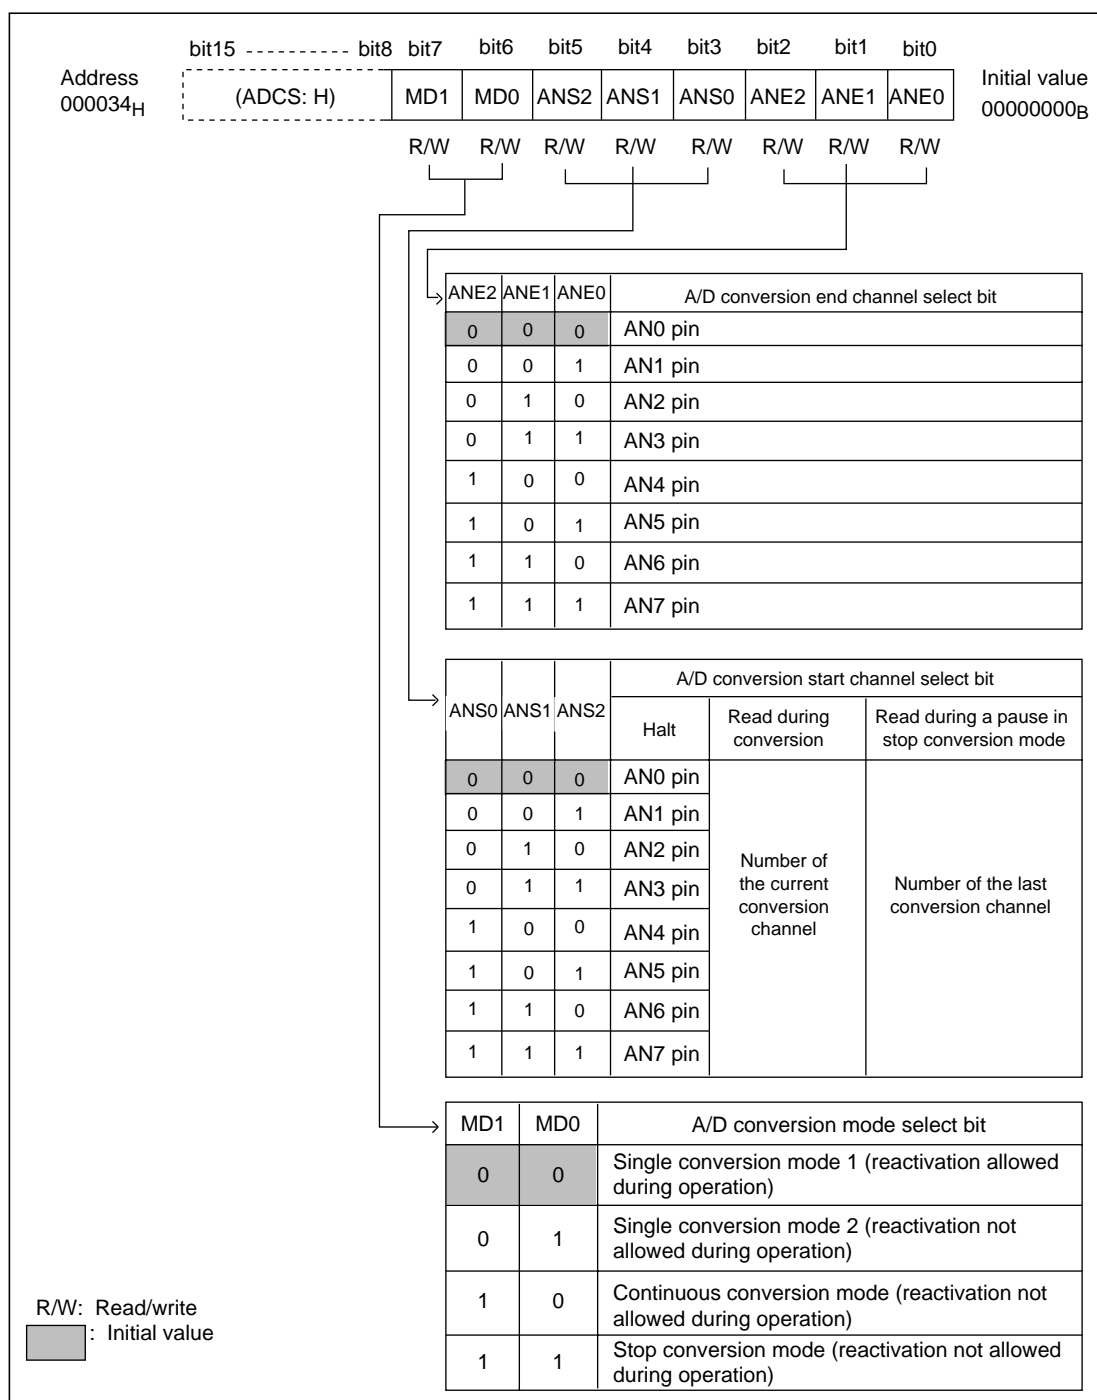 bit15 ----------- bit8 bit7 bit6 bit5 bit4 bit3 bit2 bit1 bit0
Address
000034H
(ADCS: H) MD1 MD0 ANS2 ANS1 ANS0 ANE2 ANE1 ANE0
Initial value
00000000B
R/W R/W R/W R/W R/W R/W R/W R/W
ANE2 ANE1 ANE0 A/D conversion end channel select bit
0 0 0 AN0 pin
0 0 1 AN1 pin
0 1 0 AN2 pin
0 1 1 AN3 pin
1 0 0 AN4 pin
1 0 1 AN5 pin
1 1 0 AN6 pin
1 1 1 AN7 pin
A/D conversion start channel select bit
ANS0 ANS1 ANS2
Halt
Read during
conversion
Read during a pause in
stop conversion mode
0 0 0 AN0 pin
0 0 1 AN1 pin
0 1 0 AN2 pin
0 1 1 AN3 pin
1 0 0 AN4 pin
1 0 1 AN5 pin
1 1 0 AN6 pin
1 1 1 AN7 pin
Number of
the current
conversion
channel
Number of the last
conversion channel
MD1 MD0 A/D conversion mode select bit
0 0 Single conversion mode 1 (reactivation allowed
during operation)
0 1 Single conversion mode 2 (reactivation not
allowed during operation)
1 0 Continuous conversion mode (reactivation not
allowed during operation)
1 1 Stop conversion mode (reactivation not allowed
during operation)
R/W: Read/write
: Initial value